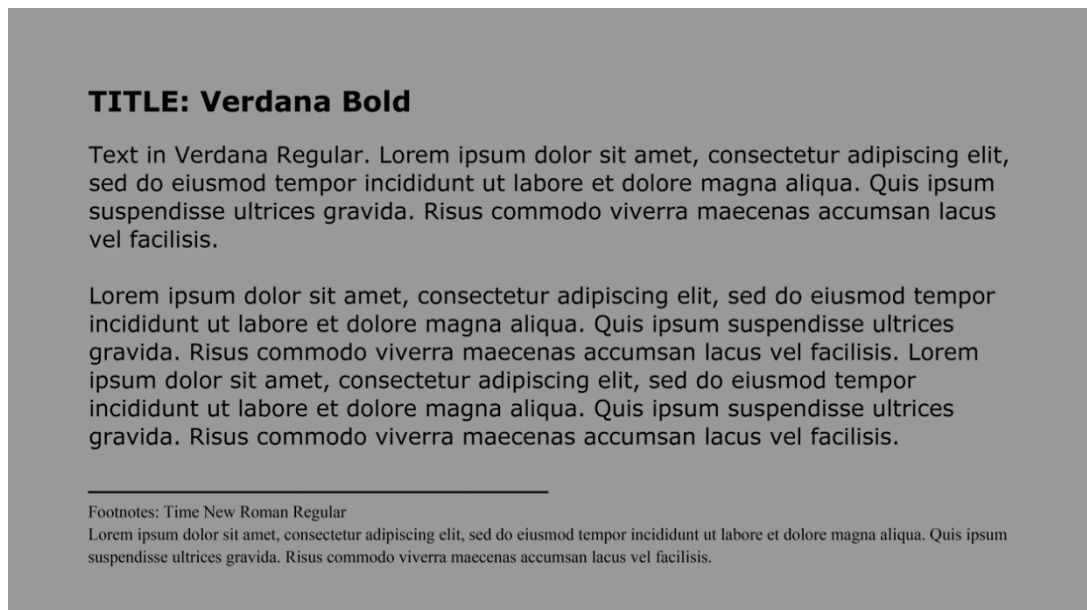 TITLE: Verdana Bold
Text in Verdana Regular. Lorem ipsum dolor sit amet, consectetur adipiscing elit,
sed do eiusmod tempor incididunt ut labore et dolore magna aliqua. Quis ipsum
suspendisse ultrices gravida. Risus commodo viverra maecenas accumsan lacus
vel facilisis.
Lorem ipsum dolor sit amet, consectetur adipiscing elit, sed do eiusmod tempor
incididunt ut labore et dolore magna aliqua. Quis ipsum suspendisse ultrices
gravida. Risus commodo viverra maecenas accumsan lacus vel facilisis. Lorem
ipsum dolor sit amet, consectetur adipiscing elit, sed do eiusmod tempor
incididunt ut labore et dolore magna aliqua. Quis ipsum suspendisse ultrices
gravida. Risus commodo viverra maecenas accumsan lacus vel facilisis.
Footnotes: Time New Roman Regular
Lorem ipsum dolor sit amet, consectetur adipiscing elit, sed do eiusmod tempor incididunt ut labore et dolore magna aliqua. Quis ipsum
suspendisse ultrices gravida. Risus commodo viverra maecenas accumsan lacus vel facilisis.